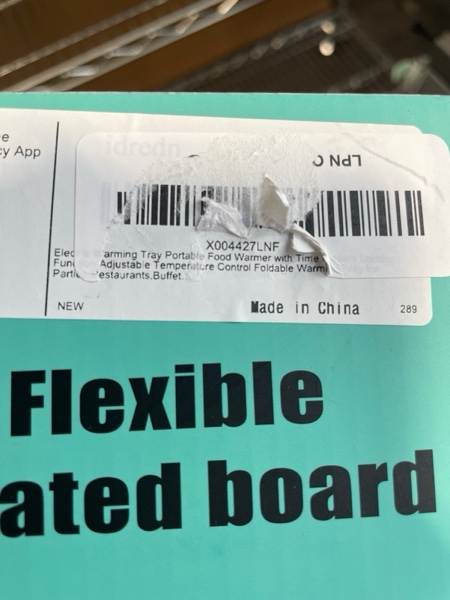 e
cy App
LPN
X004427LNF
Warming Tray Portable Food Warmer with Time
Adjustable Temperature Control Foldable
Restaurants,Buffet.
NEW
Made in China
289
Flexible
ated board